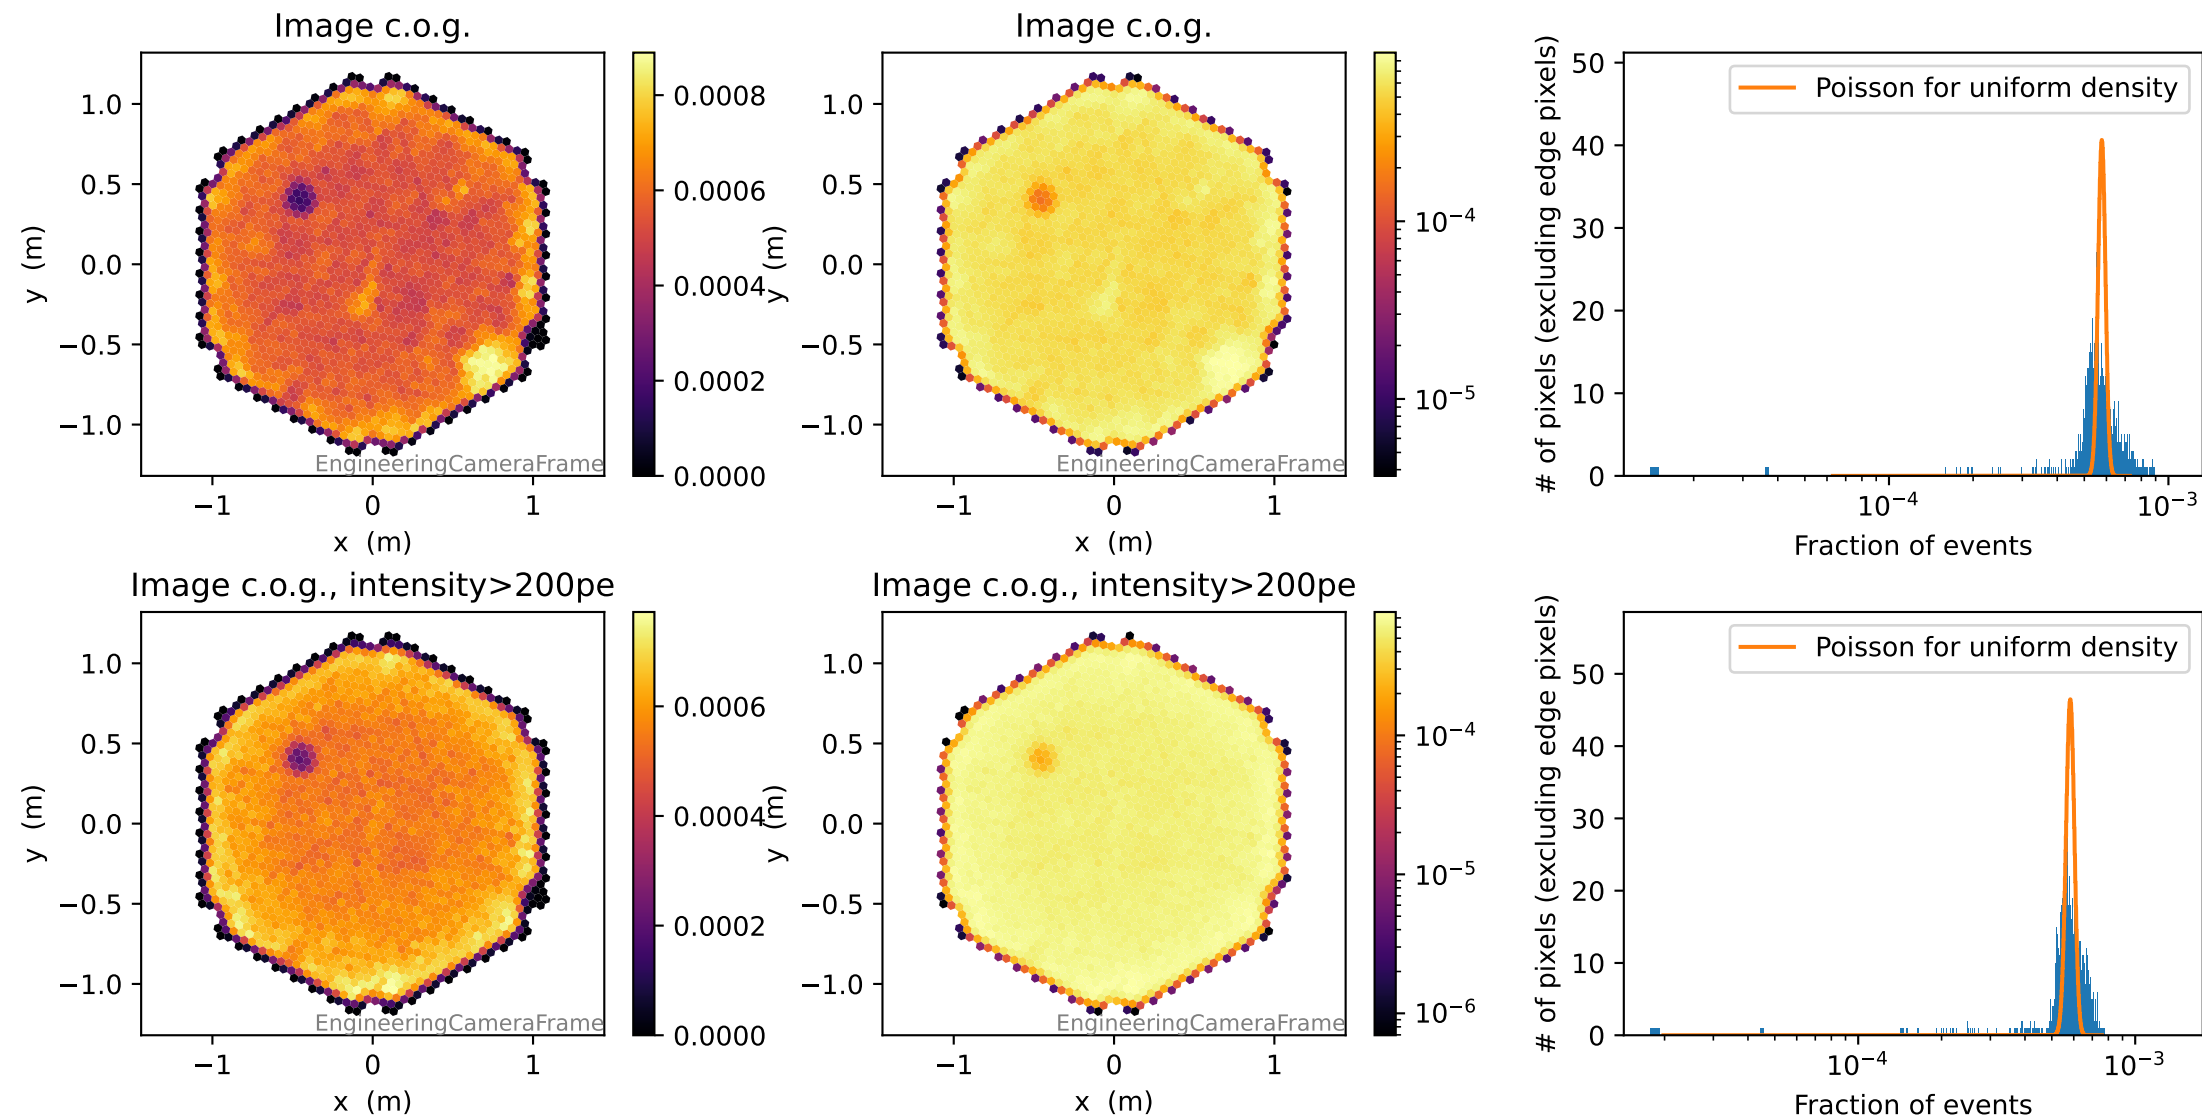 Image c.o.g.
1.0
0.5
0.0
−0.5
−1.0
y (m)
−1
0
1
x (m)
EngineeringCameraFrame
0.0008
0.0006
0.0004
0.0002
0.0000
Image c.o.g.
1.0
0.5
0.0
−0.5
−1.0
y (m)
−1
0
1
x (m)
EngineeringCameraFrame
10⁻⁴
10⁻⁵
# of pixels (excluding edge pixels)
50
40
30
20
10
0
Poisson for uniform density
10⁻⁴
10⁻³
Fraction of events
Image c.o.g., intensity>200pe
1.0
0.5
0.0
−0.5
−1.0
y (m)
−1
0
1
x (m)
EngineeringCameraFrame
0.0006
0.0004
0.0002
0.0000
Image c.o.g., intensity>200pe
1.0
0.5
0.0
−0.5
−1.0
y (m)
−1
0
1
x (m)
EngineeringCameraFrame
10⁻⁴
10⁻⁵
10⁻⁶
# of pixels (excluding edge pixels)
50
40
30
20
10
0
Poisson for uniform density
10⁻⁴
10⁻³
Fraction of events